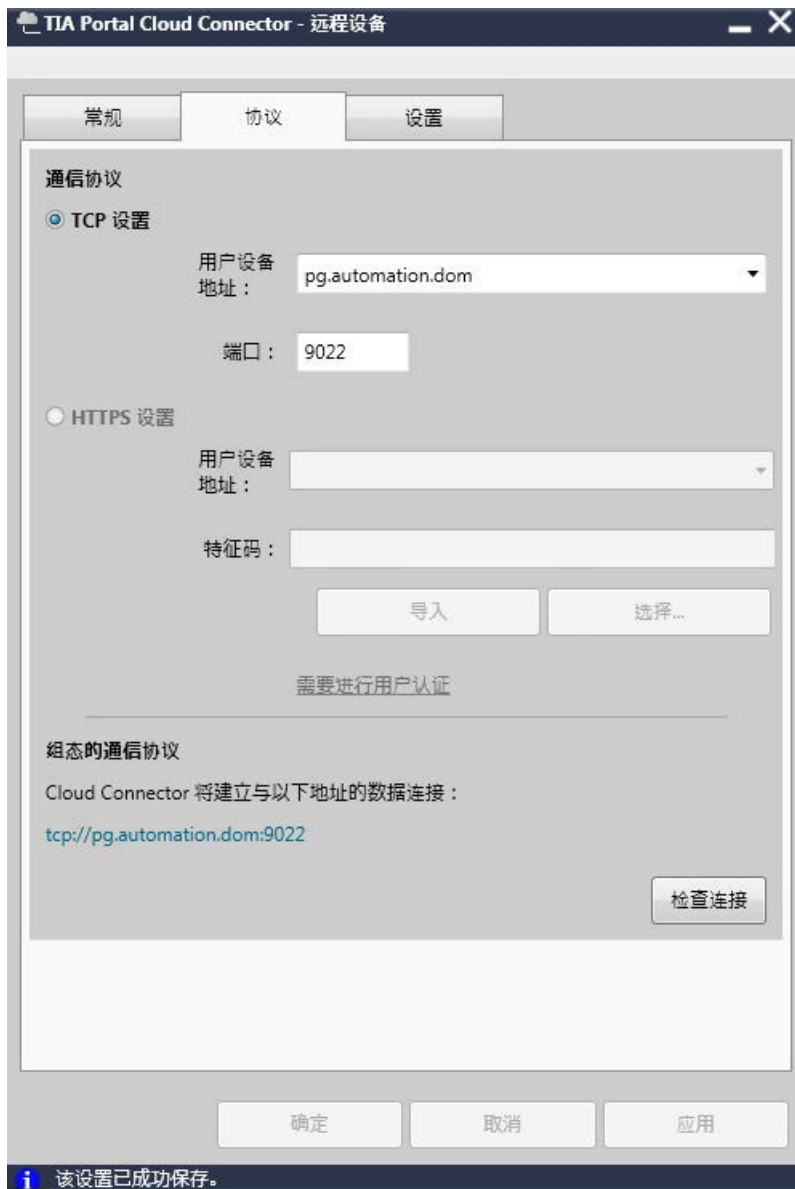 TIA Portal Cloud Connector - 远程设备
常规 协议 设置
通信协议
TCP 设置
用户设备
地址：
pg.automation.dom
端口：
9022
HTTPS 设置
用户设备
地址：
特征码：
导入 选择...
需要进行用户认证
组态的通信协议
Cloud Connector 将建立与以下地址的数据连接：
tcp://pg.automation.dom:9022
检查连接
确定 取消 应用
该设置已成功保存。